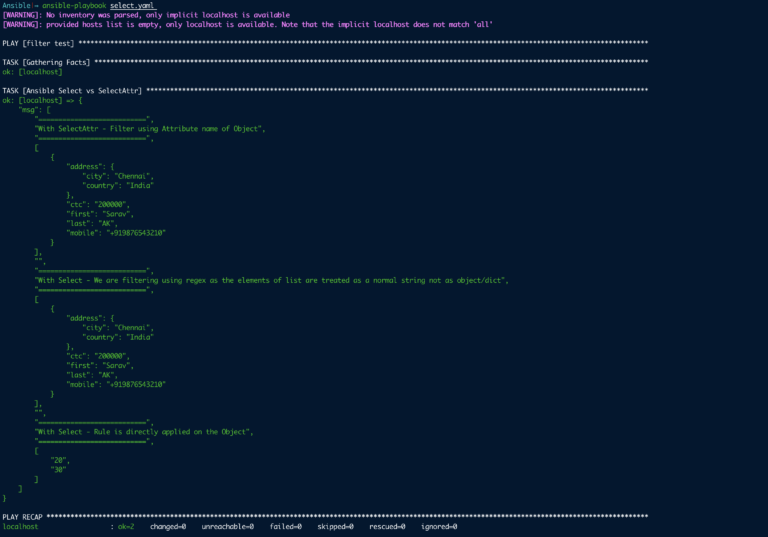 Ansible|⇒ ansible-playbook select.yaml
[WARNING]: No inventory was parsed, only implicit localhost is available
[WARNING]: provided hosts list is empty, only localhost is available. Note that the implicit localhost does not match 'all'
PLAY [filter test] ************************************************************************************************************************************************
TASK [Gathering Facts] ********************************************************************************************************************************************
ok: [localhost]
TASK [Ansible Select vs SelectAttr] *******************************************************************************************************************************
ok: [localhost] => {
    "msg": [
        "===========================",
        "With SelectAttr - Filter using Attribute name of Object",
        "===========================",
        [
            {
                "address": {
                    "city": "Chennai",
                    "country": "India"
                },
                "ctc": "200000",
                "first": "Sarav",
                "last": "AK",
                "mobile": "+919876543210"
            }
        ],
        "",
        "===========================",
        "With Select - We are filtering using regex as the elements of list are treated as a normal string not as object/dict",
        "===========================",
        [
            {
                "address": {
                    "city": "Chennai",
                    "country": "India"
                },
                "ctc": "200000",
                "first": "Sarav",
                "last": "AK",
                "mobile": "+919876543210"
            }
        ],
        "",
        "===========================",
        "With Select - Rule is directly applied on the Object",
        "===========================",
        [
            "20",
            "30"
        ]
    ]
}
PLAY RECAP ********************************************************************************************************************************************************
localhost                  : ok=2    changed=0    unreachable=0    failed=0    skipped=0    rescued=0    ignored=0